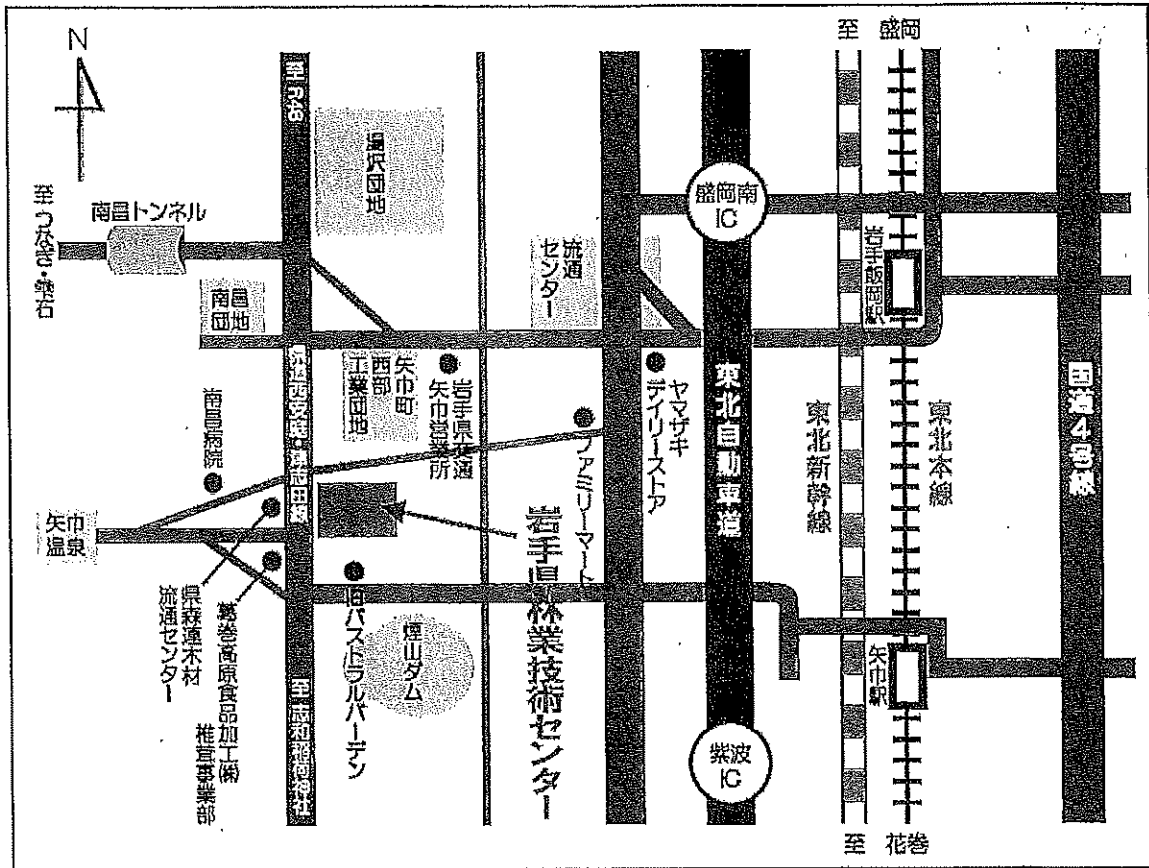 N
至 盛岡
至 R46
湯沢団地
盛岡南
IC
南昌トンネル
至 つなぎ・雫石
流通
センター
岩手飯岡駅
南昌
団地
矢巾町
西部
工業団地
岩手県交通
矢巾営業所
ヤマザキ
デイリーストア
ファミリーマート
東北自動車道
東北新幹線
東北本線
国道4号線
南昌病院
矢巾
温泉
岩手県林業技術センター
県森連木材
流通センター
葛巻高原食品加工㈱
椎茸事業部
旧パストラルバーデン
煙山ダム
矢巾駅
至 志和稲荷神社
紫波
IC
至 花巻